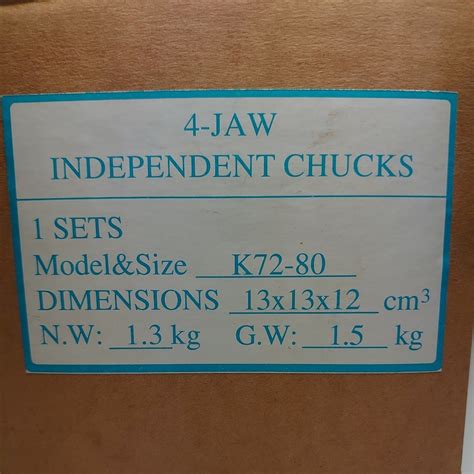 4-JAW
INDEPENDENT CHUCKS
1 SETS
Model&Size K72-80
DIMENSIONS 13x13x12 cm³
N.W: 1.3 kg G.W: 1.5 kg